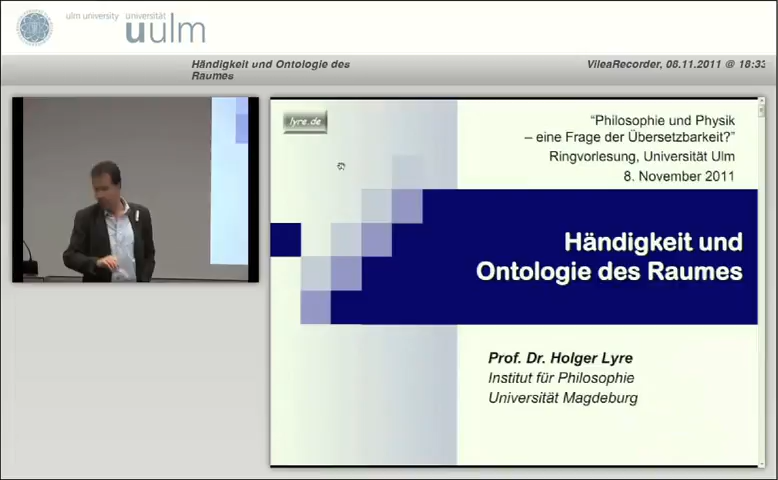 ulm university universität
uulm
Händigkeit und Ontologie des
Raumes
VileaRecorder, 08.11.2011 @ 18:33
lyre.de
"Philosophie und Physik
– eine Frage der Übersetzbarkeit?"
Ringvorlesung, Universität Ulm
8. November 2011
Händigkeit und
Ontologie des Raumes
Prof. Dr. Holger Lyre
Institut für Philosophie
Universität Magdeburg